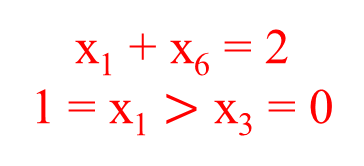 x₁ + x₆ = 2
1 = x₁ > x₃ = 0